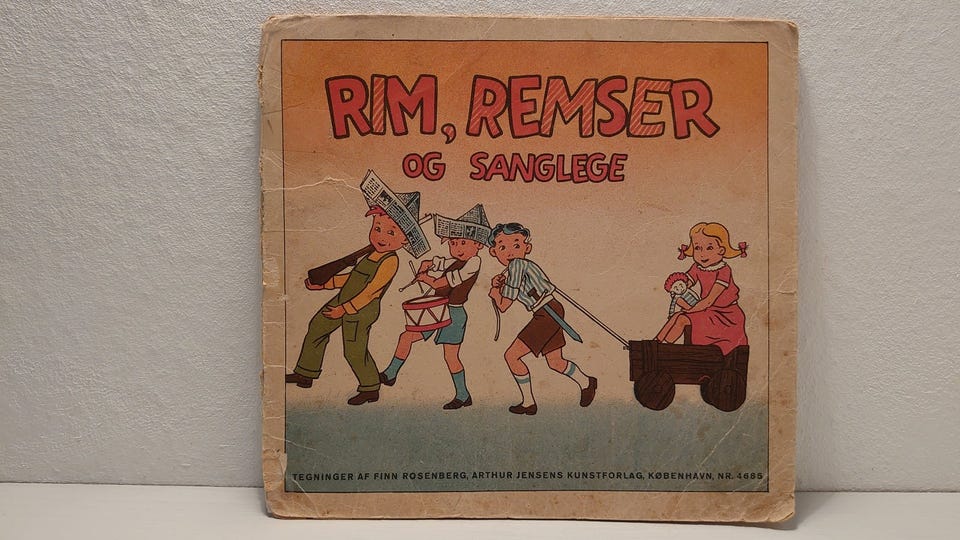 RIM, REMSER
OG SANGLEGE
TEGNINGER AF FINN ROSENBERG, ARTHUR JENSENS KUNSTFORLAG, KØBENHAVN, NR. 4685